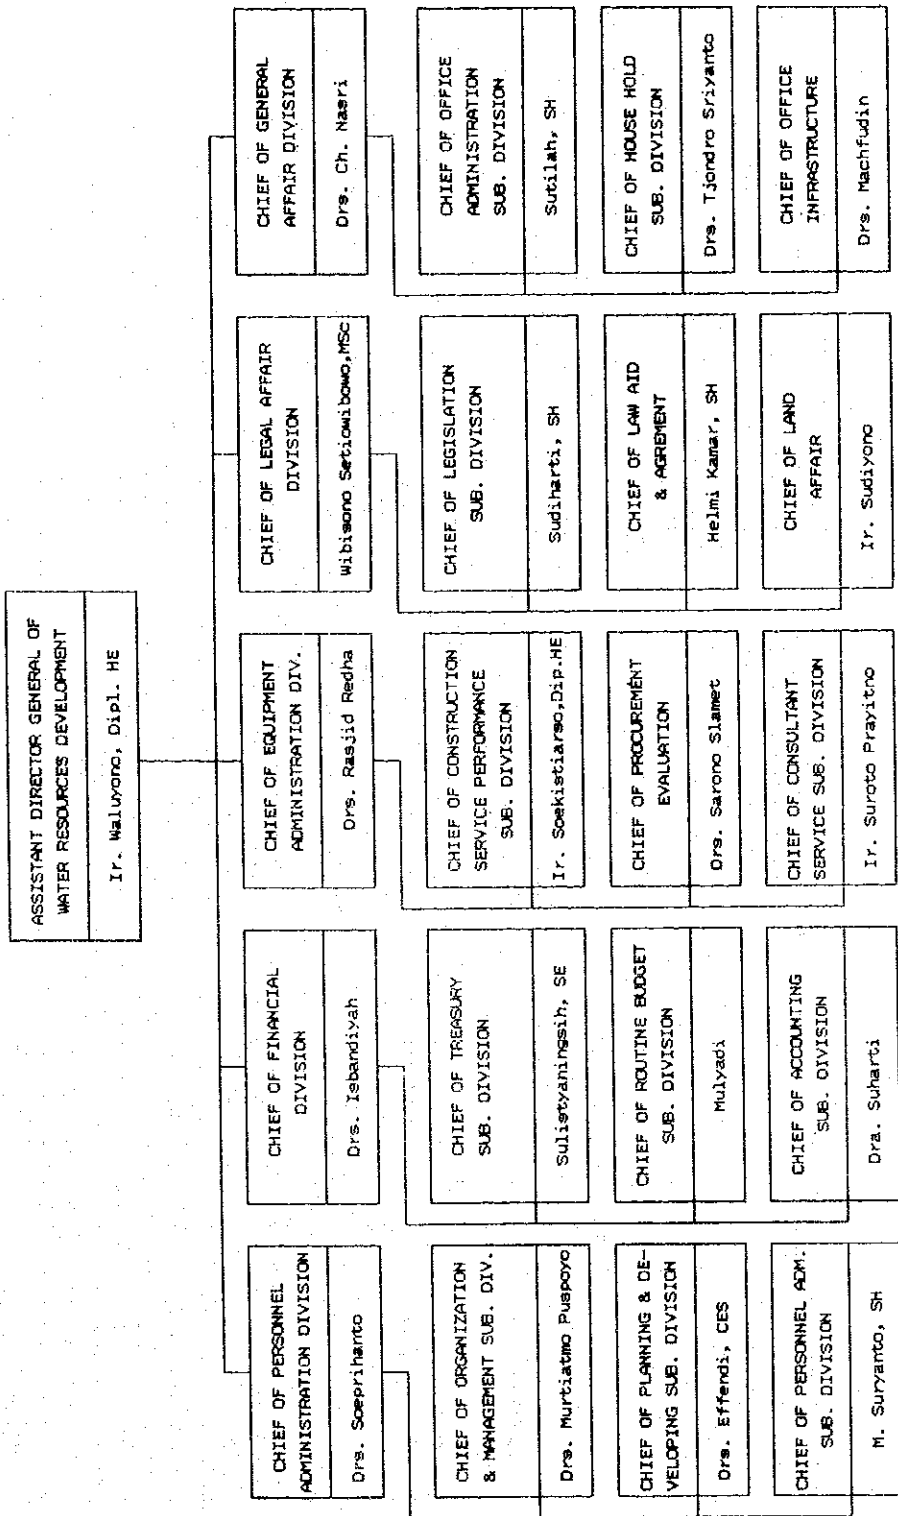 ASSISTANT DIRECTOR GENERAL OF
WATER RESOURCES DEVELOPMENT
Ir. Waluyono, Dipl. HE
CHIEF OF PERSONNEL
ADMINISTRATION DIVISION
Drs. Soeprihanto
CHIEF OF FINANCIAL
DIVISION
Drs. Isbandiyah
CHIEF OF EQUIPMENT
ADMINISTRATION DIV.
Drs. Rasjid Redha
CHIEF OF LEGAL AFFAIR
DIVISION
Wibisono Setiowibowo,MSc
CHIEF OF GENERAL
AFFAIR DIVISION
Drs. Ch. Nasri
CHIEF OF ORGANIZATION
& MANAGEMENT SUB. DIV.
Drs. Murtiatmo Puspoyo
CHIEF OF TREASURY
SUB. DIVISION
Sulistyaningsih, SE
CHIEF OF CONSTRUCTION
SERVICE PERFORMANCE
SUB. DIVISION
Ir. Soekistiarso,Dip.HE
CHIEF OF LEGISLATION
SUB. DIVISION
Sudiharti, SH
CHIEF OF OFFICE
ADMINISTRATION
SUB. DIVISION
Sutilah, SH
CHIEF OF PLANNING & DE-
VELOPING SUB. DIVISION
Drs. Effendi, CES
CHIEF OF ROUTINE BUDGET
SUB. DIVISION
Mulyadi
CHIEF OF PROCUREMENT
EVALUATION
Drs. Sarono Slamet
CHIEF OF LAW AID
& AGREMENT
Helmi Kamar, SH
CHIEF OF HOUSE HOLD
SUB. DIVISION
Drs. Tjondro Sriyanto
CHIEF OF PERSONNEL ADM.
SUB. DIVISION
M. Suryanto, SH
CHIEF OF ACCOUNTING
SUB. DIVISION
Dra. Suharti
CHIEF OF CONSULTANT
SERVICE SUB. DIVISION
Ir. Suroto Prayitno
CHIEF OF LAND
AFFAIR
Ir. Sudiyono
CHIEF OF OFFICE
INFRASTRUCTURE
Drs. Machfudin